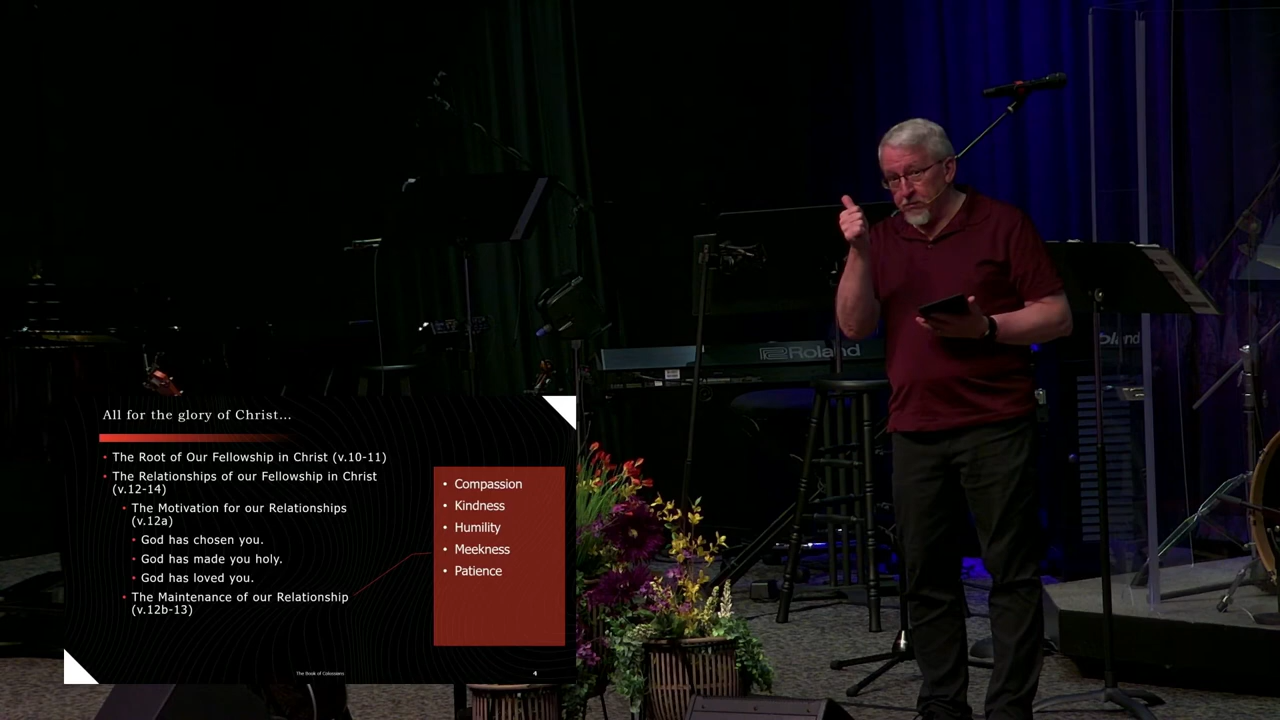 Roland
oland
All for the glory of Christ...
• The Root of Our Fellowship in Christ (v.10-11)
• The Relationships of our Fellowship in Christ
(v.12-14)
• The Motivation for our Relationships
(v.12a)
• God has chosen you.
• God has made you holy.
• God has loved you.
• The Maintenance of our Relationship
(v.12b-13)
• Compassion
• Kindness
• Humility
• Meekness
• Patience
The Book of Colossians
4